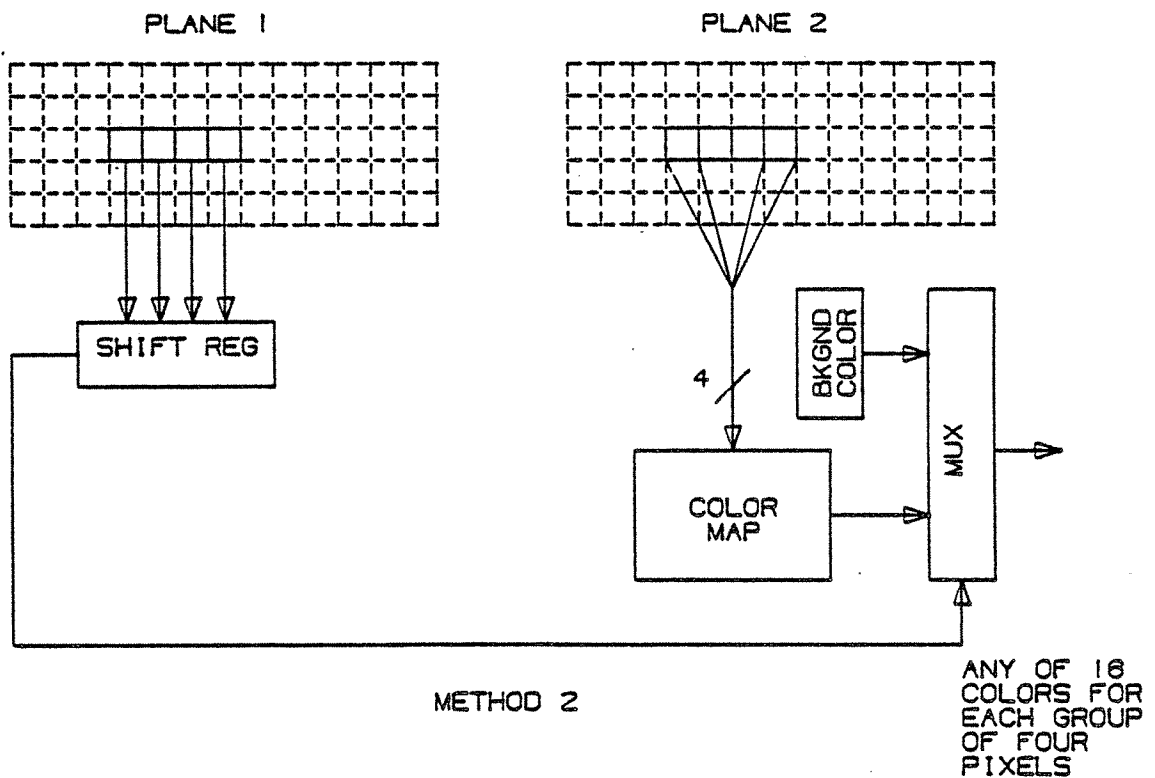 PLANE 1
PLANE 2
SHIFT REG
4
BKGND
COLOR
MUX
COLOR
MAP
METHOD 2
ANY OF 16
COLORS FOR
EACH GROUP
OF FOUR
PIXELS